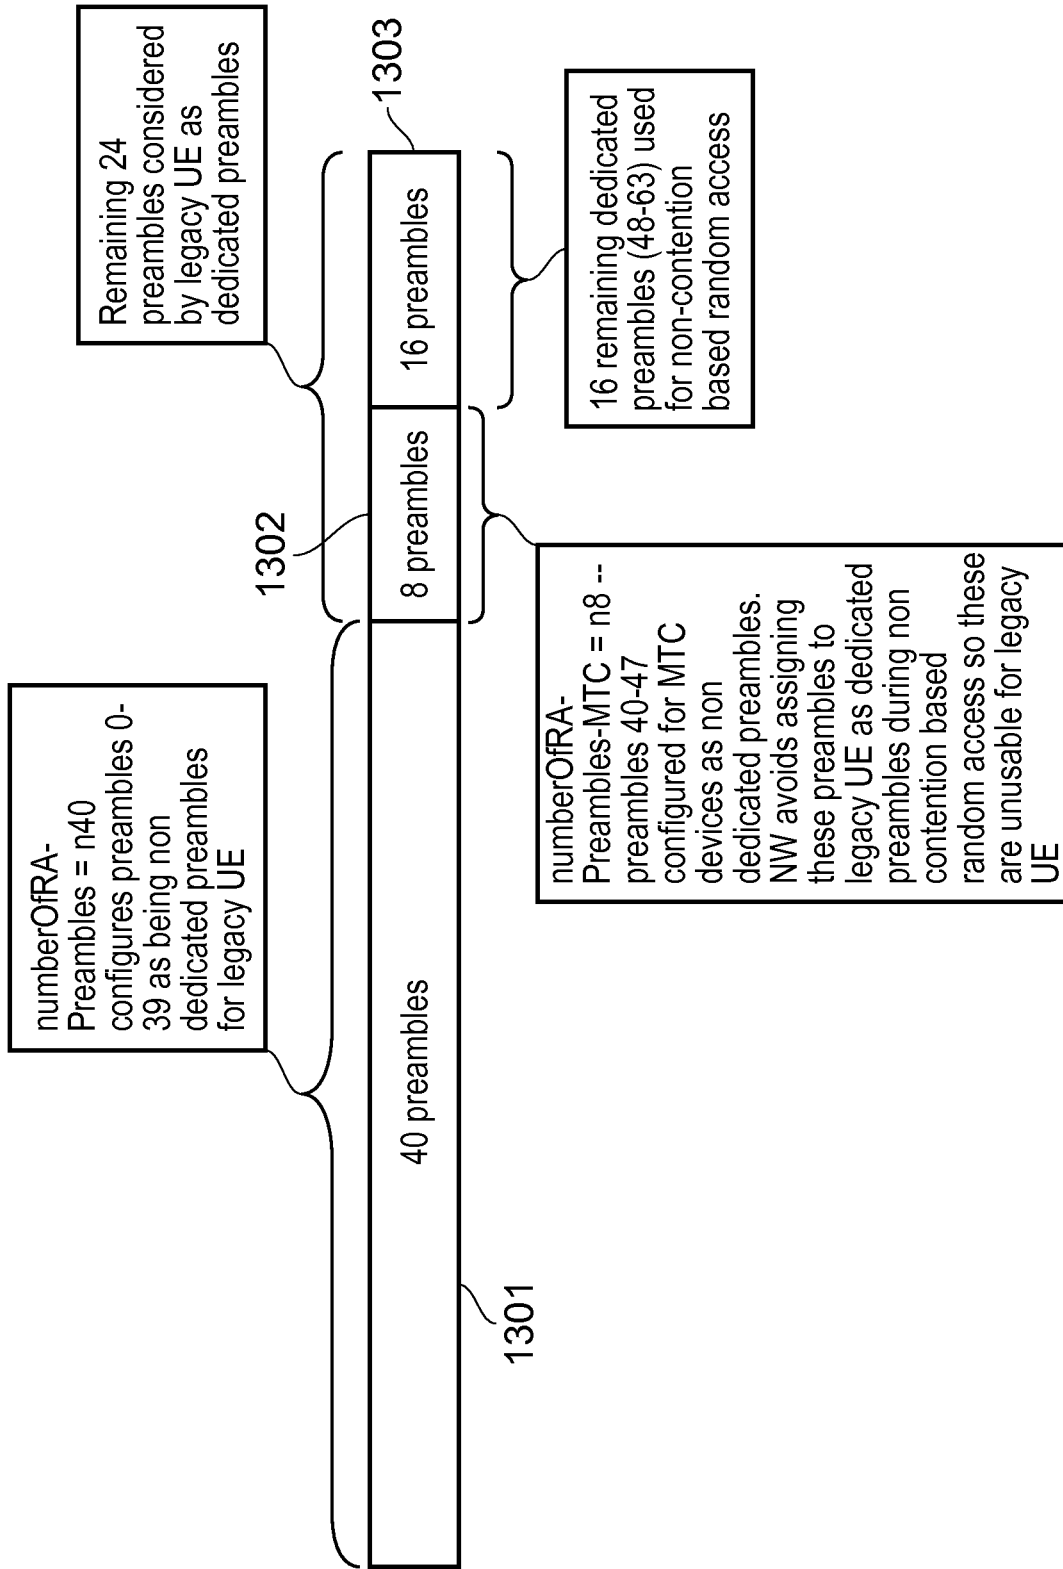 numberOfRA-
Preambles = n40
configures preambles 0-
39 as being non
dedicated preambles
for legacy UE
Remaining 24
preambles considered
by legacy UE as
dedicated preambles
1302
1303
40 preambles
8 preambles
16 preambles
1301
numberOfRA-
Preambles-MTC = n8 --
preambles 40-47
configured for MTC
devices as non
dedicated preambles.
NW avoids assigning
these preambles to
legacy UE as dedicated
preambles during non
contention based
random access so these
are unusable for legacy
UE
16 remaining dedicated
preambles (48-63) used
for non-contention
based random access